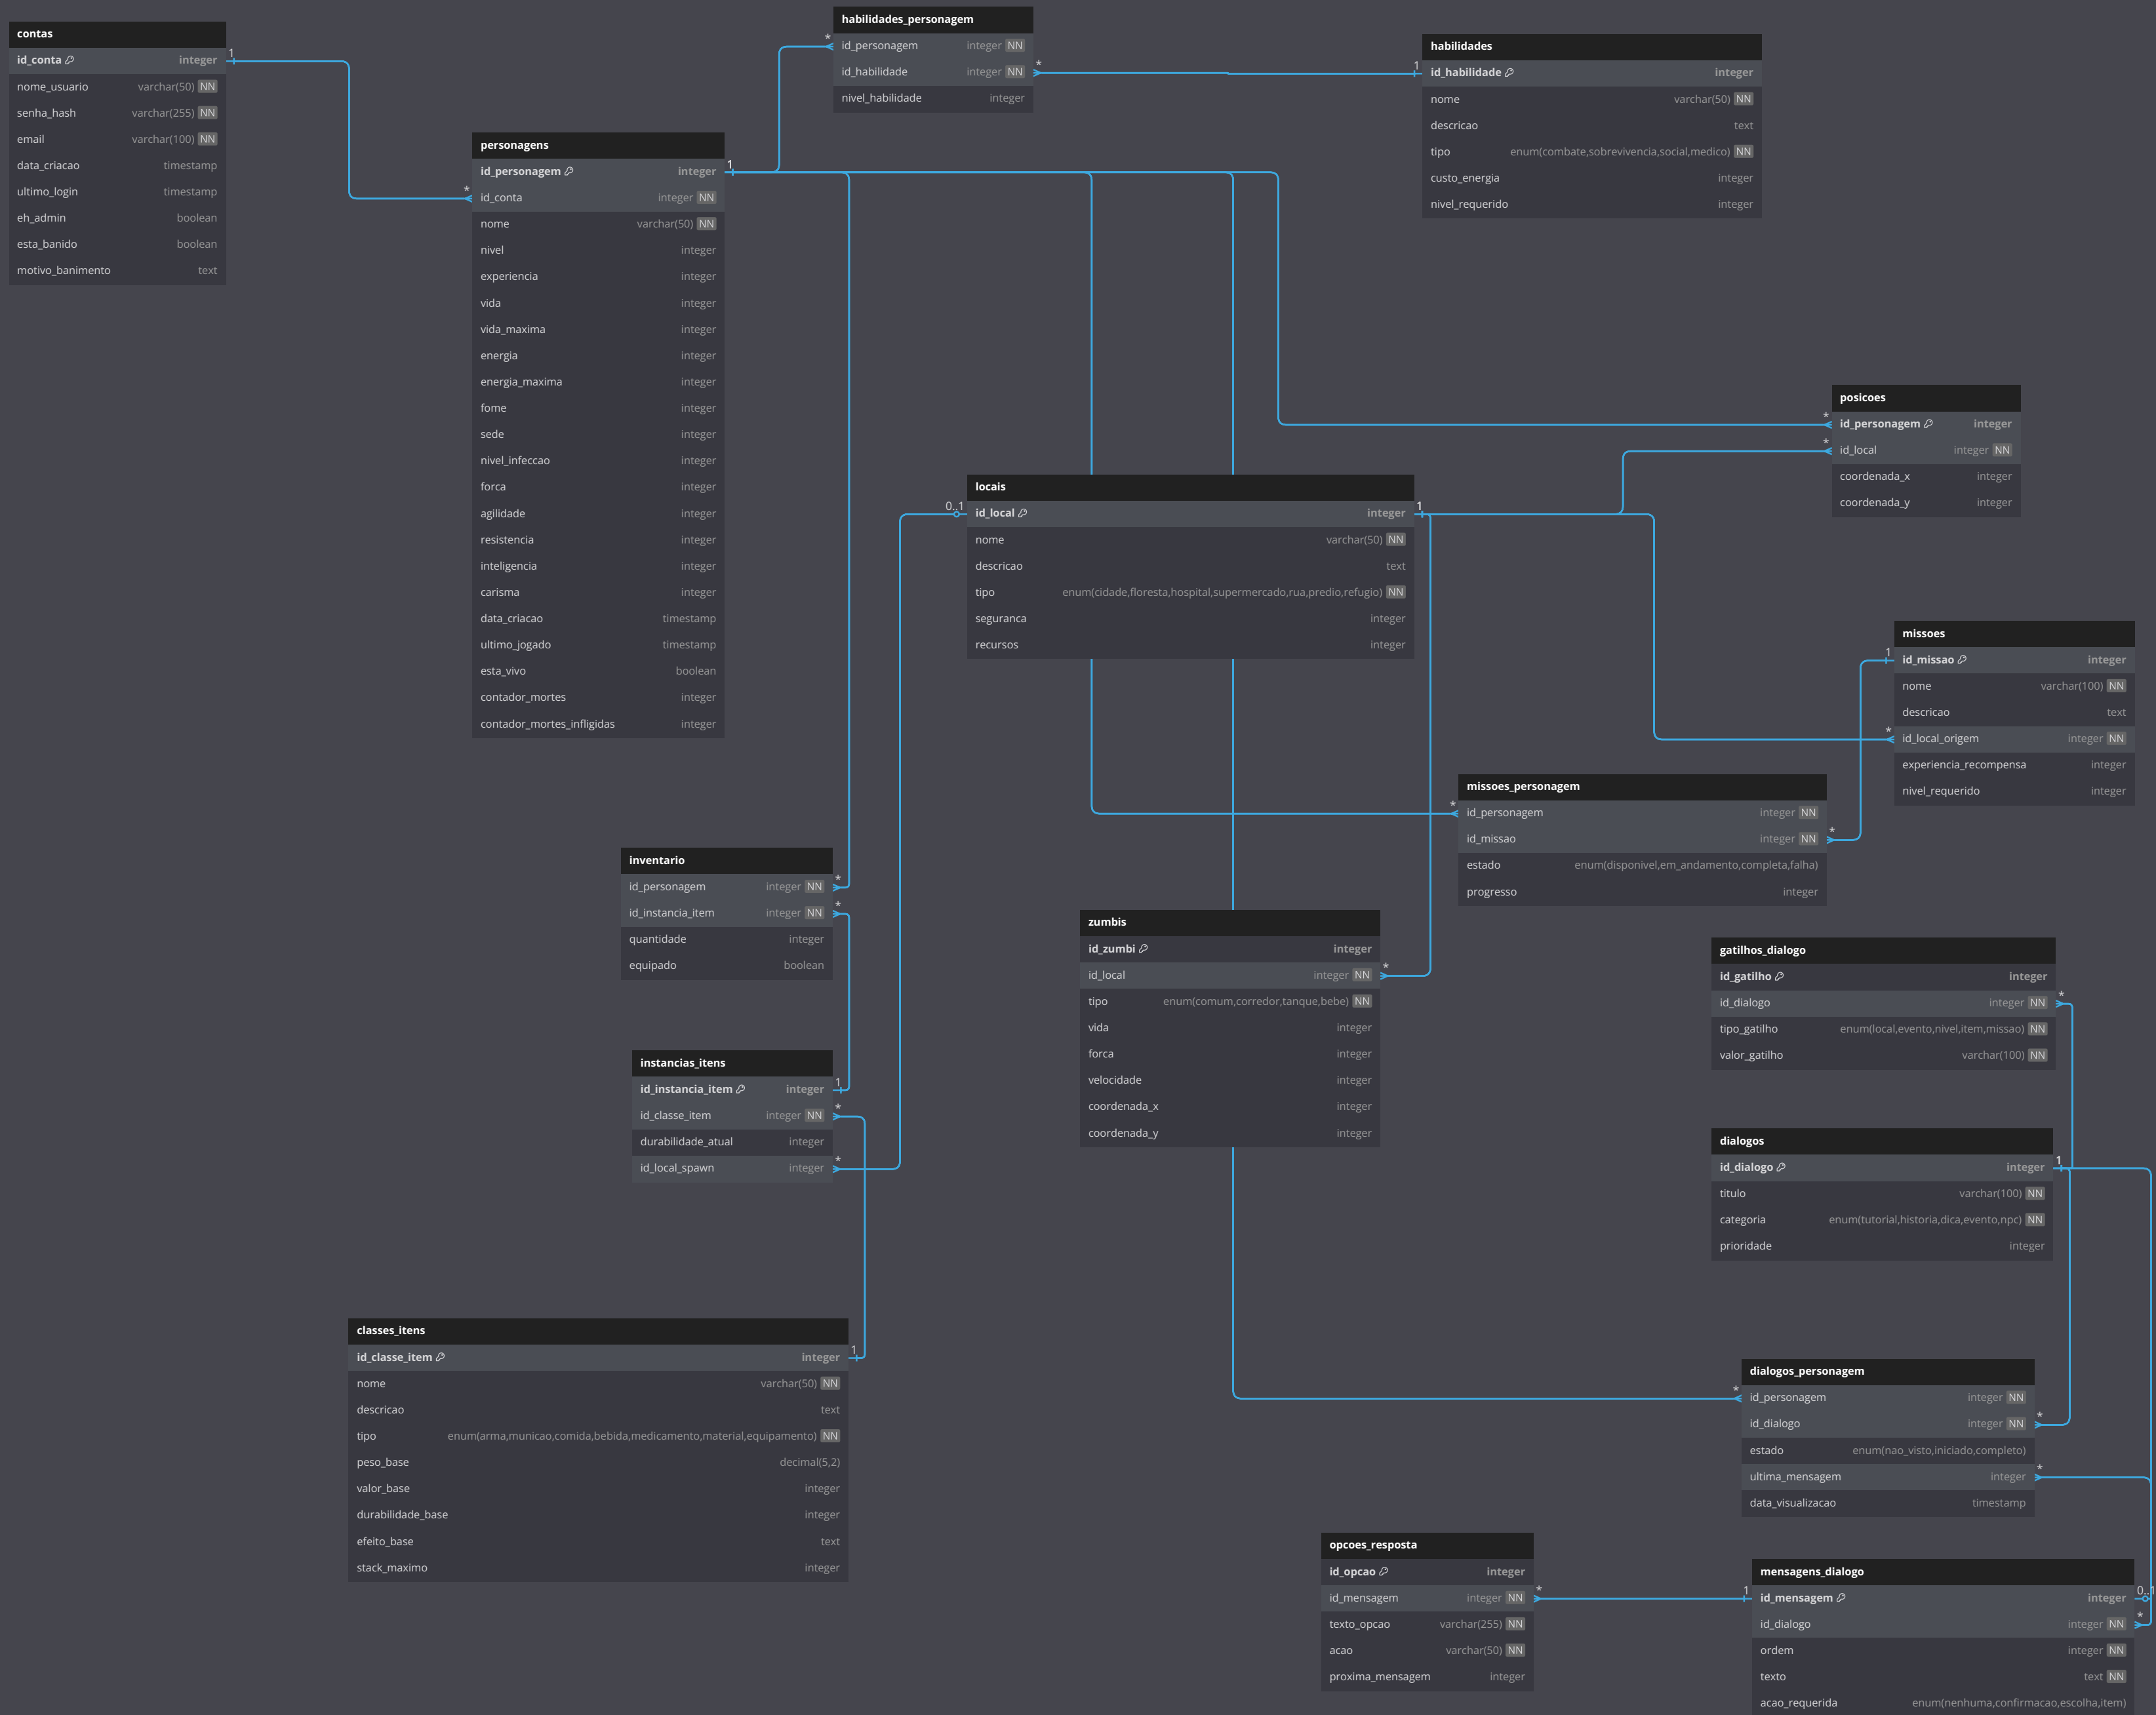 contas
id_conta integer
nome_usuario varchar(50) NN
senha_hash varchar(255) NN
email varchar(100) NN
data_criacao timestamp
ultimo_login timestamp
eh_admin boolean
esta_banido boolean
motivo_banimento text
1
*
personagens
id_personagem integer
id_conta integer NN
nome varchar(50) NN
nivel integer
experiencia integer
vida integer
vida_maxima integer
energia integer
energia_maxima integer
fome integer
sede integer
nivel_infeccao integer
forca integer
agilidade integer
resistencia integer
inteligencia integer
carisma integer
data_criacao timestamp
ultimo_jogado timestamp
esta_vivo boolean
contador_mortes integer
contador_mortes_infligidas integer
1
*
habilidades_personagem
id_personagem integer NN
id_habilidade integer NN
nivel_habilidade integer
*
1
habilidades
id_habilidade integer
nome varchar(50) NN
descricao text
tipo enum(combate,sobrevivencia,social,medico) NN
custo_energia integer
nivel_requerido integer
*
*
posicoes
id_personagem integer
id_local integer NN
coordenada_x integer
coordenada_y integer
0..1
locais
id_local integer
nome varchar(50) NN
descricao text
tipo enum(cidade,floresta,hospital,supermercado,rua,predio,refugio) NN
seguranca integer
recursos integer
1
1
*
missoes
id_missao integer
nome varchar(100) NN
descricao text
id_local_origem integer NN
experiencia_recompensa integer
nivel_requerido integer
*
missoes_personagem
id_personagem integer NN
id_missao integer NN
estado enum(disponivel,em_andamento,completa,falha)
progresso integer
*
inventario
id_personagem integer NN
id_instancia_item integer NN
quantidade integer
equipado boolean
*
*
zumbis
id_zumbi integer
id_local integer NN
tipo enum(comum,corredor,tanque,bebe) NN
vida integer
forca integer
velocidade integer
coordenada_x integer
coordenada_y integer
*
gatilhos_dialogo
id_gatilho integer
id_dialogo integer NN
tipo_gatilho enum(local,evento,nivel,item,missao) NN
valor_gatilho varchar(100) NN
*
instancias_itens
id_instancia_item integer
id_classe_item integer NN
durabilidade_atual integer
id_local_spawn integer
1
*
*
dialogos
id_dialogo integer
titulo varchar(100) NN
categoria enum(tutorial,historia,dica,evento,npc) NN
prioridade integer
1
classes_itens
id_classe_item integer
nome varchar(50) NN
descricao text
tipo enum(arma,municao,comida,bebida,medicamento,material,equipamento) NN
peso_base decimal(5,2)
valor_base integer
durabilidade_base integer
efeito_base text
stack_maximo integer
1
*
dialogos_personagem
id_personagem integer NN
id_dialogo integer NN
estado enum(nao_visto,iniciado,completo)
ultima_mensagem integer
data_visualizacao timestamp
*
*
opcoes_resposta
id_opcao integer
id_mensagem integer NN
texto_opcao varchar(255) NN
acao varchar(50) NN
proxima_mensagem integer
*
1
mensagens_dialogo
id_mensagem integer
id_dialogo integer NN
ordem integer NN
texto text NN
acao_requerida enum(nenhuma,confirmacao,escolha,item)
0..1
*